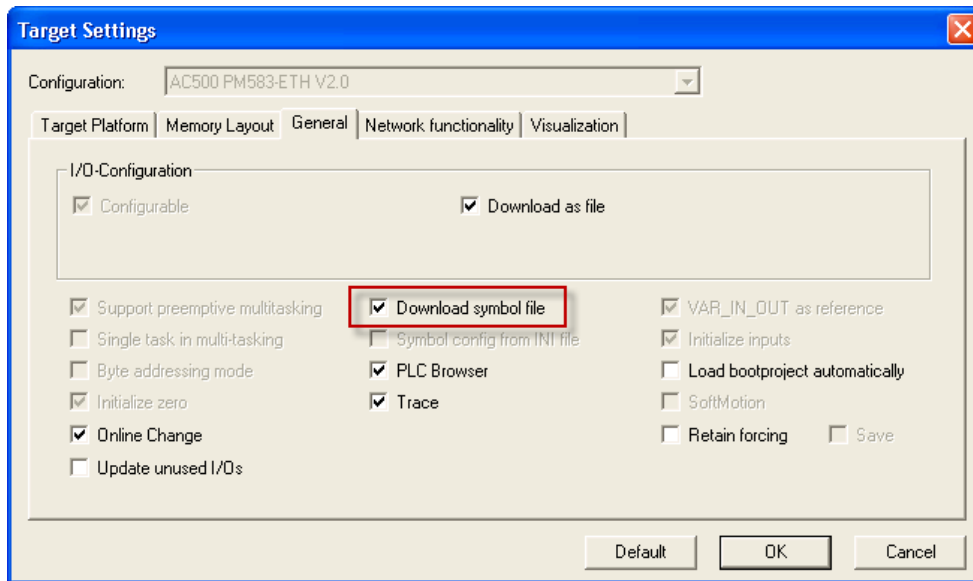 Target Settings
Configuration: AC500 PM583-ETH V2.0
Target Platform Memory Layout General Network functionality Visualization
I/O-Configuration
Configurable Download as file
Support preemptive multitasking Download symbol file VAR_IN_OUT as reference
Single task in multi-tasking Symbol config from INI file Initialize inputs
Byte addressing mode PLC Browser Load bootproject automatically
Initialize zero Trace SoftMotion
Online Change Retain forcing Save
Update unused I/Os
Default OK Cancel